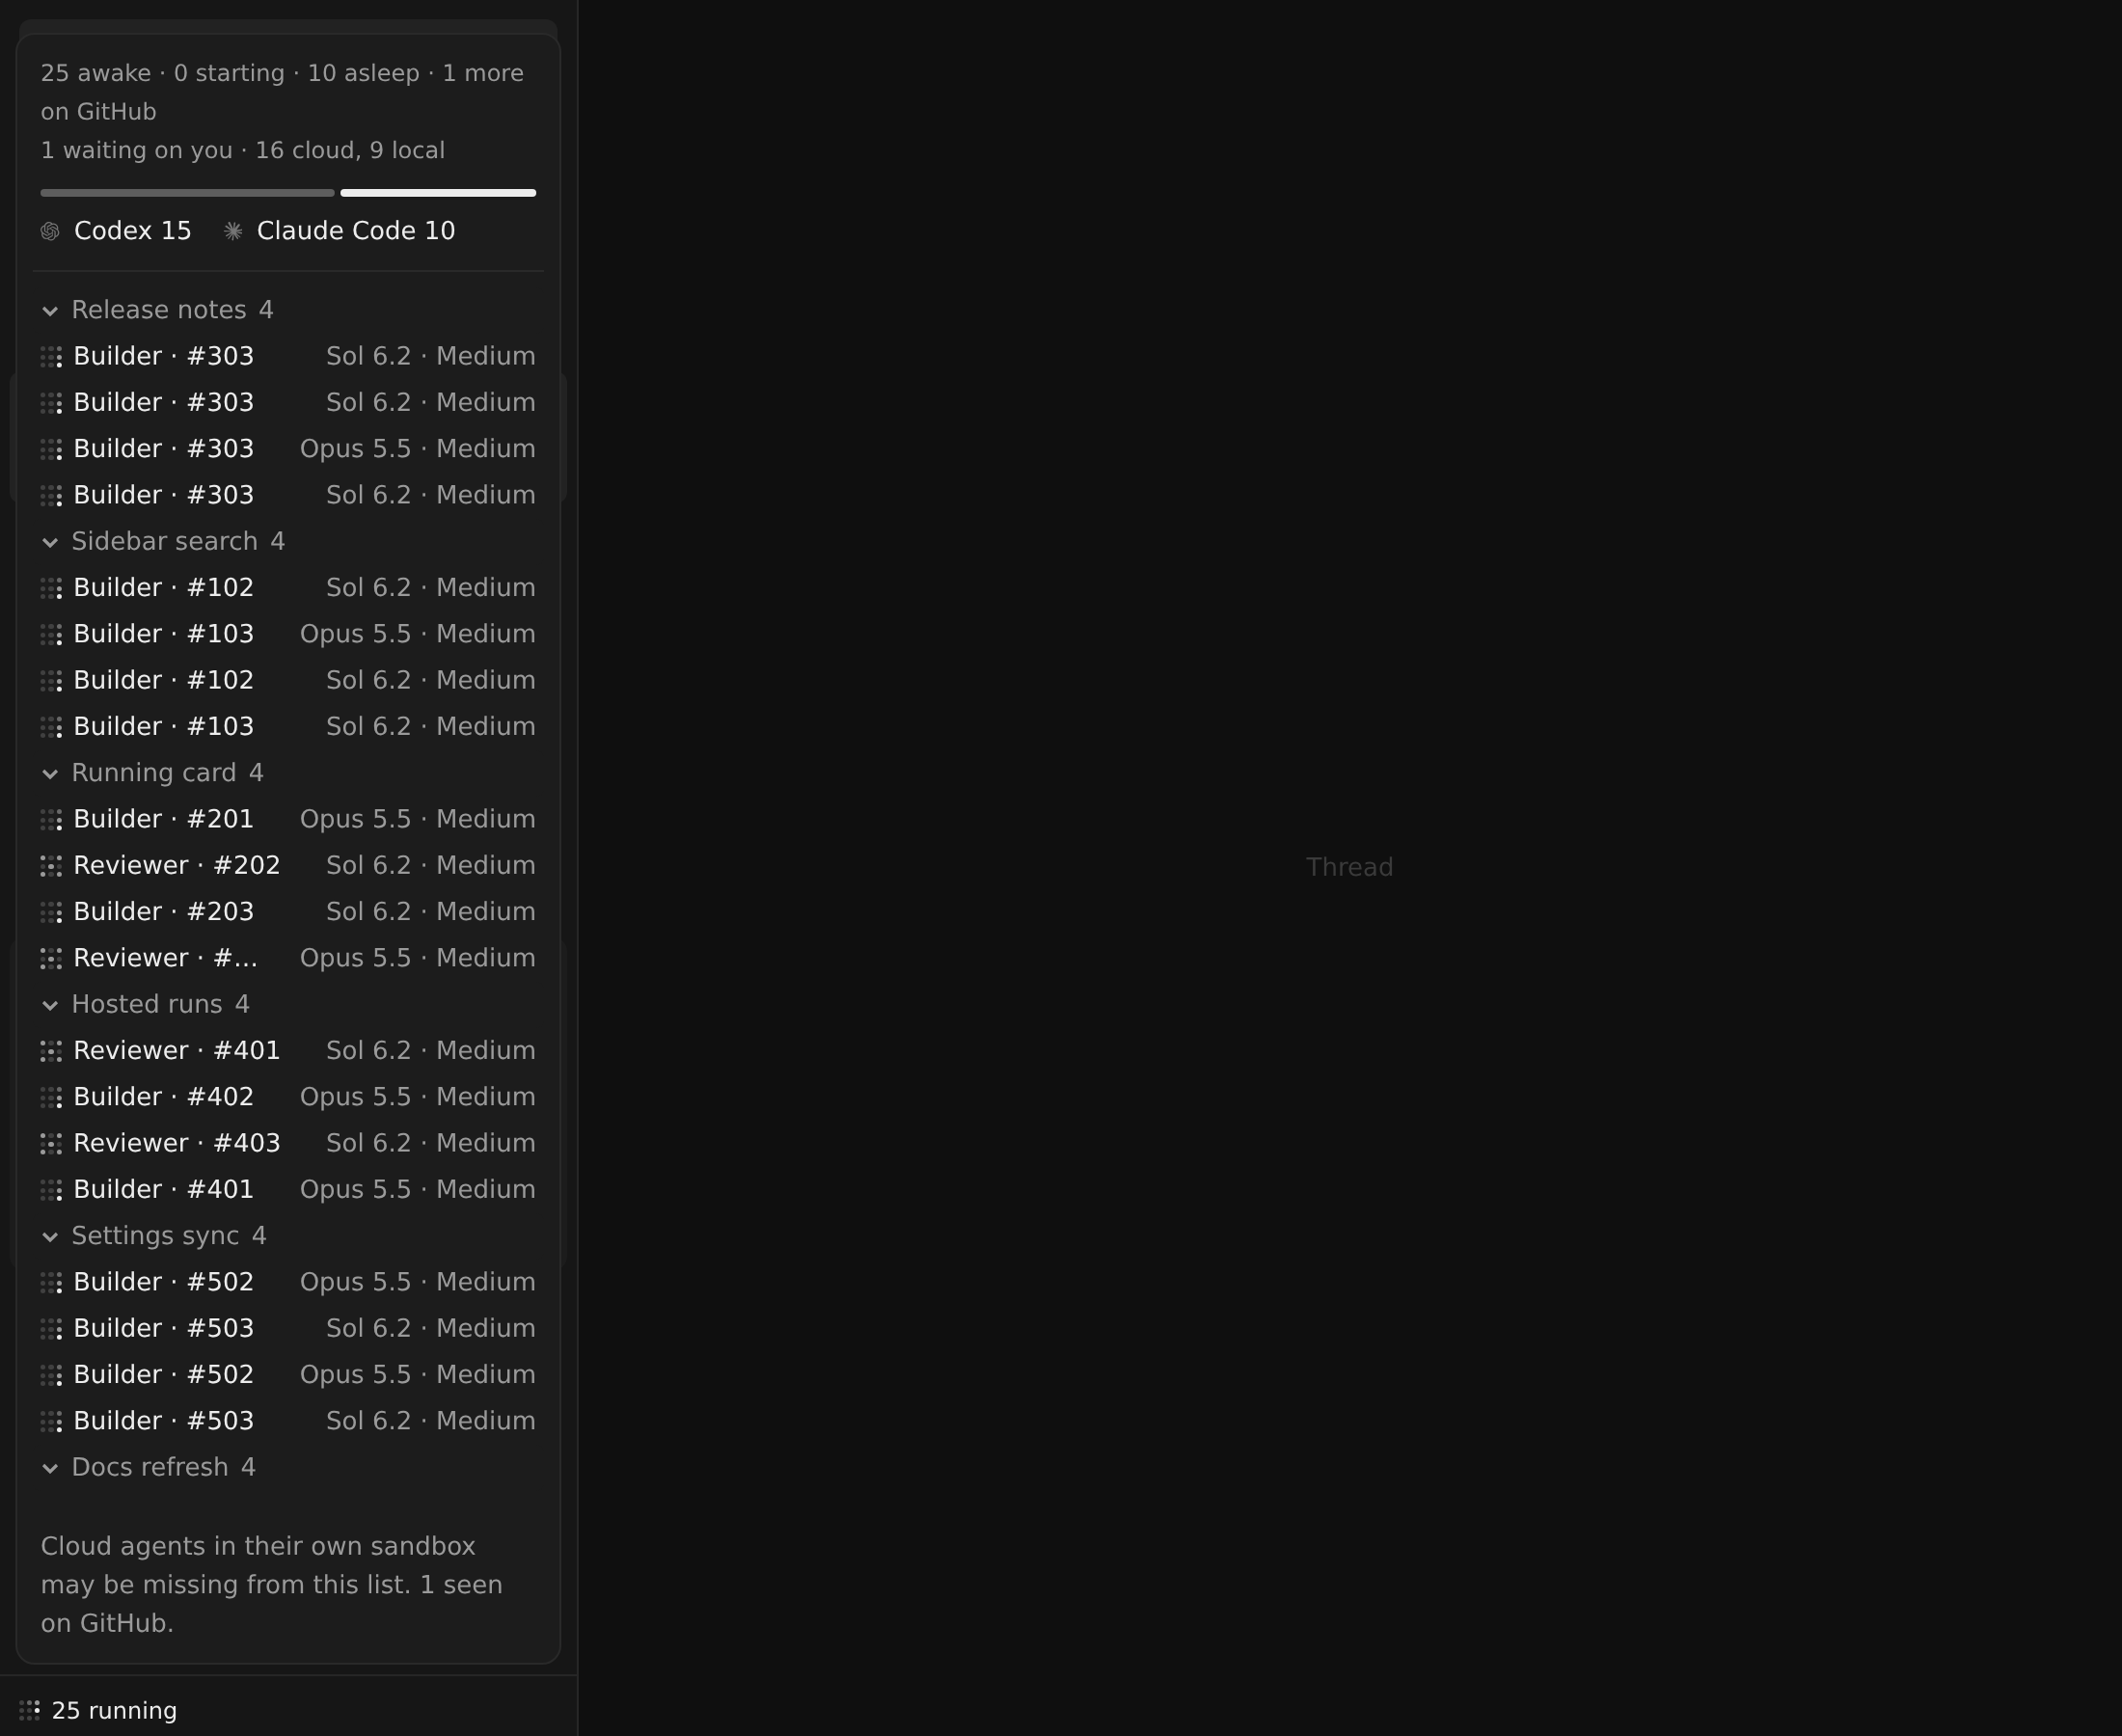 25 awake · 0 starting · 10 asleep · 1 more
on GitHub
1 waiting on you · 16 cloud, 9 local
Codex 15 Claude Code 10
Release notes 4
Builder · #303 Sol 6.2 · Medium
Builder · #303 Sol 6.2 · Medium
Builder · #303 Opus 5.5 · Medium
Builder · #303 Sol 6.2 · Medium
Sidebar search 4
Builder · #102 Sol 6.2 · Medium
Builder · #103 Opus 5.5 · Medium
Builder · #102 Sol 6.2 · Medium
Builder · #103 Sol 6.2 · Medium
Running card 4
Builder · #201 Opus 5.5 · Medium
Reviewer · #202 Sol 6.2 · Medium
Builder · #203 Sol 6.2 · Medium
Reviewer · #... Opus 5.5 · Medium
Hosted runs 4
Reviewer · #401 Sol 6.2 · Medium
Builder · #402 Opus 5.5 · Medium
Reviewer · #403 Sol 6.2 · Medium
Builder · #401 Opus 5.5 · Medium
Settings sync 4
Builder · #502 Opus 5.5 · Medium
Builder · #503 Sol 6.2 · Medium
Builder · #502 Opus 5.5 · Medium
Builder · #503 Sol 6.2 · Medium
Docs refresh 4
Cloud agents in their own sandbox
may be missing from this list. 1 seen
on GitHub.
25 running
Thread